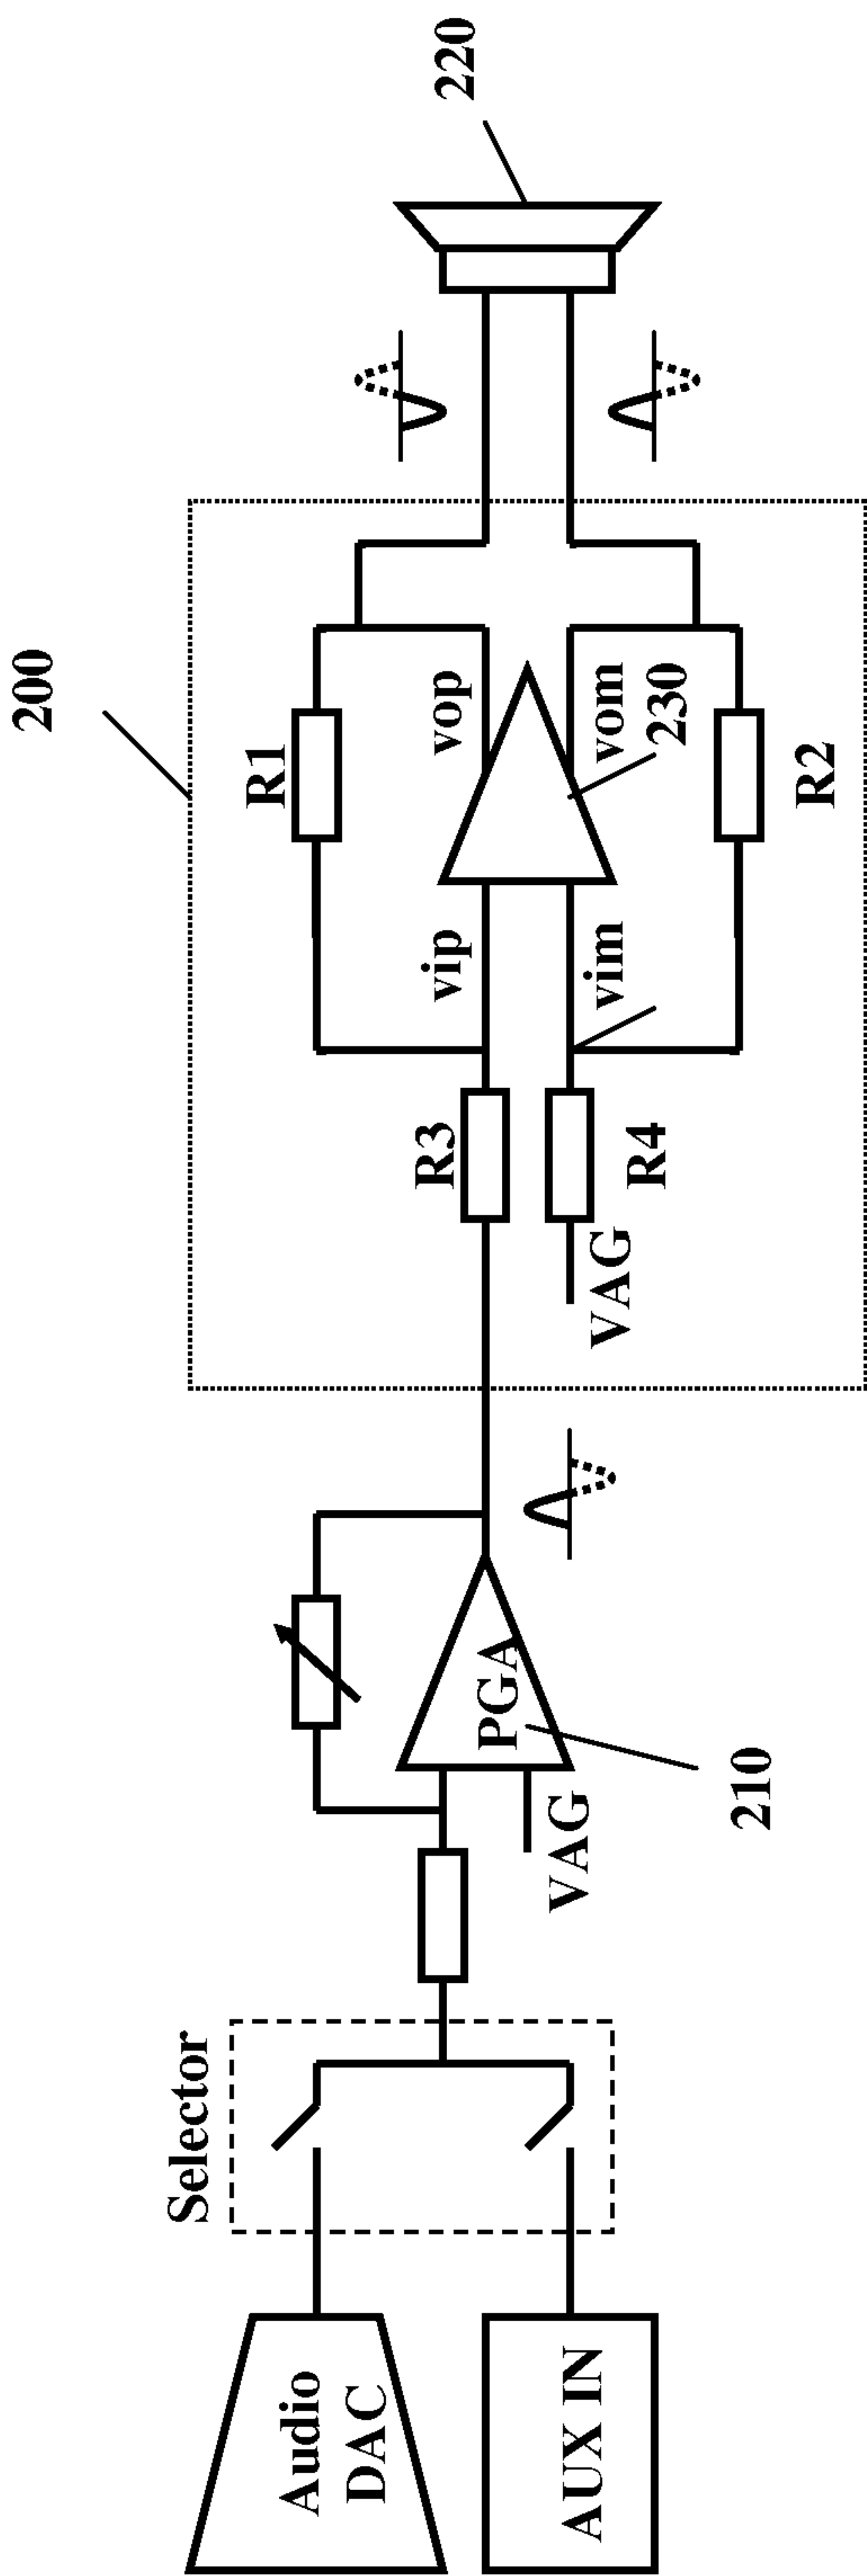 200
Selector
Audio
DAC
AUX IN
VAG
PGA
210
R3
VAG
R4
R1
vip
vim
vop
vom
230
R2
220